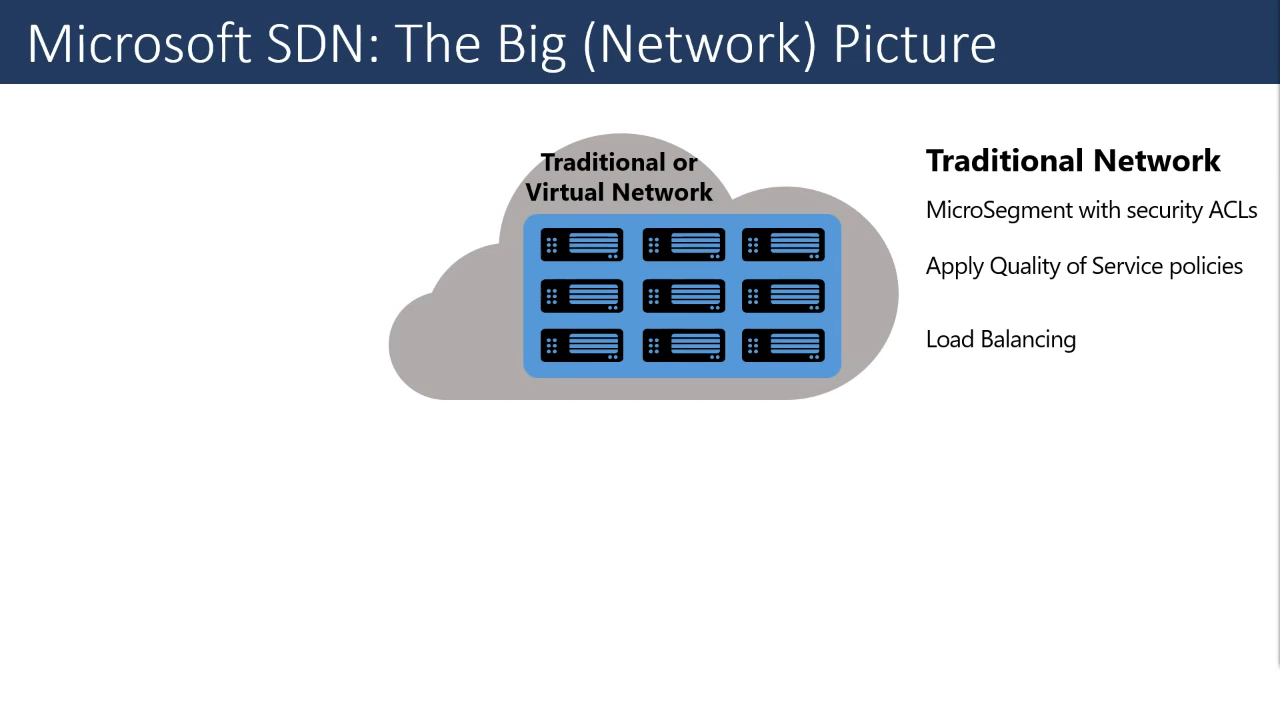 Microsoft SDN: The Big (Network) Picture
Traditional or
Virtual Network
Traditional Network
MicroSegment with security ACLs
Apply Quality of Service policies
Load Balancing